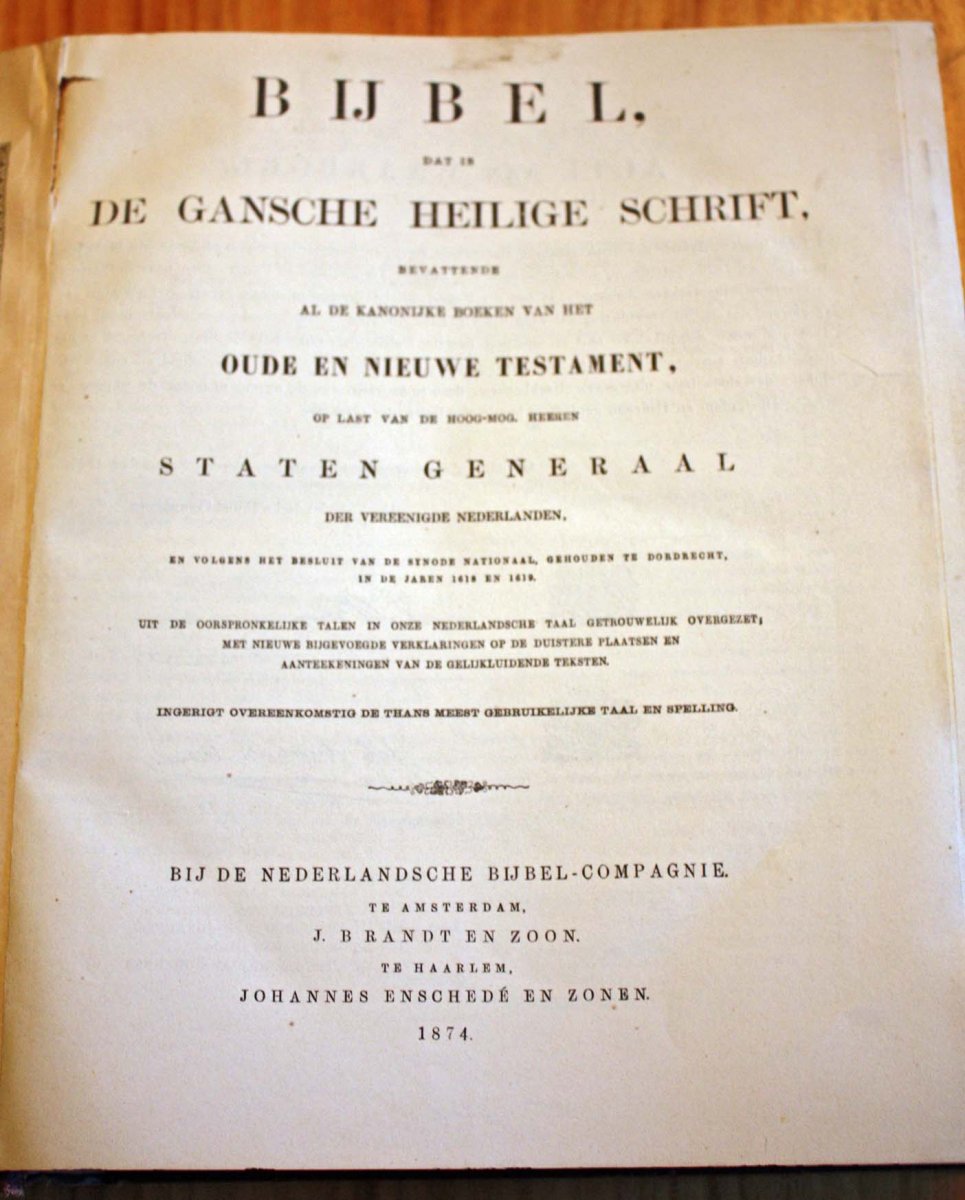 BIJBEL,
DAT IS
DE GANSCHE HEILIGE SCHRIFT,
BEVATTENDE
AL DE KANONIJKE BOEKEN VAN HET
OUDE EN NIEUWE TESTAMENT,
OP LAST VAN DE HOOG-MOG. HEEREN
STATEN GENERAAL
DER VEREENIGDE NEDERLANDEN,
EN VOLGENS HET BESLUIT VAN DE SYNODE NATIONAAL, GEHOUDEN TE DORDRECHT,
IN DE JAREN 1618 EN 1619.
UIT DE OORSPRONKELIJKE TALEN IN ONZE NEDERLANDSCHE TAAL GETROUWELIJK OVERGEZET;
MET NIEUWE BIJGEVOEGDE VERKLARINGEN OP DE DUISTERE PLAATSEN EN
AANTEEKENINGEN VAN DE GELIJKLUIDENDE TEKSTEN.
INGERIGT OVEREENKOMSTIG DE THANS MEEST GEBRUIKELIJKE TAAL EN SPELLING.
BIJ DE NEDERLANDSCHE BIJBEL-COMPAGNIE.
TE AMSTERDAM,
J. BRANDT EN ZOON.
TE HAARLEM,
JOHANNES ENSCHEDÉ EN ZONEN.
1874.